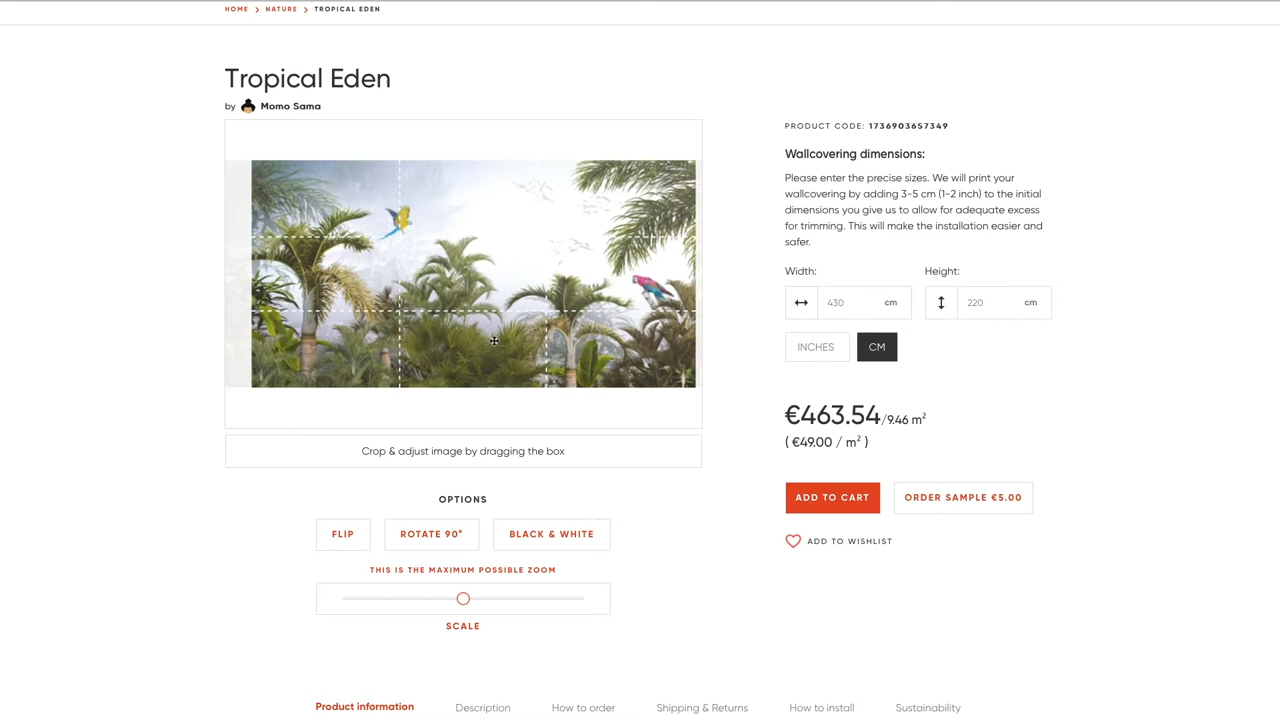 HOME > NATURE > TROPICAL EDEN
Tropical Eden
by Momo Sama
PRODUCT CODE: 1736903657349
Wallcovering dimensions:
Please enter the precise sizes. We will print your
wallcovering by adding 3-5 cm (1-2 inch) to the initial
dimensions you give us to allow for adequate excess
for trimming. This will make the installation easier and
safer.
Width: Height:
430 cm 220 cm
INCHES CM
€463.54/9.46 m²
( €49.00 / m² )
Crop & adjust image by dragging the box
ADD TO CART ORDER SAMPLE €5.00
OPTIONS
FLIP ROTATE 90° BLACK & WHITE
ADD TO WISHLIST
THIS IS THE MAXIMUM POSSIBLE ZOOM
SCALE
Product information Description How to order Shipping & Returns How to install Sustainability